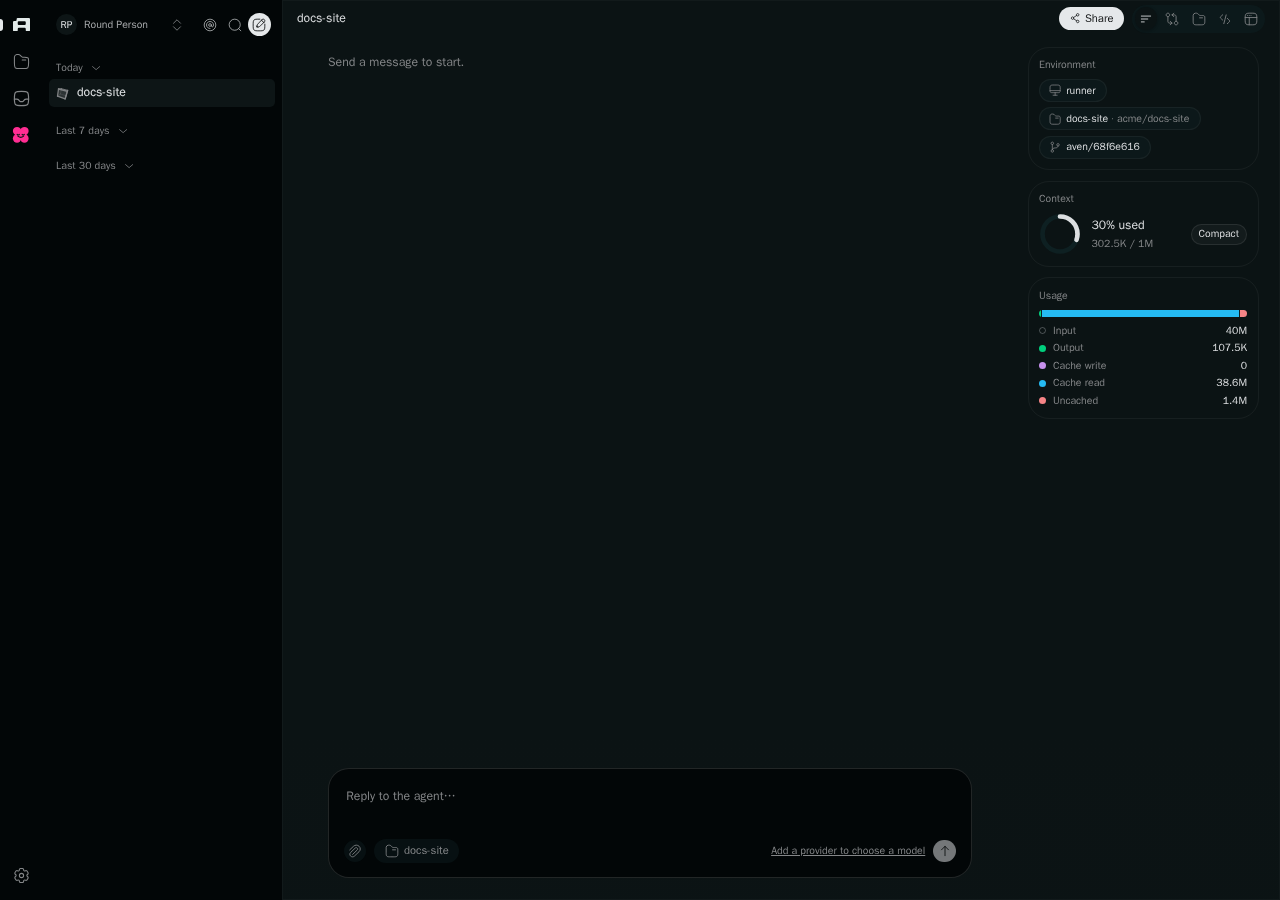 RP Round Person
Today
docs-site
Last 7 days
Last 30 days
docs-site
Share
Send a message to start.
Environment
runner
docs-site · acme/docs-site
aven/68f6e616
Context
30% used
302.5K / 1M
Compact
Usage
Input 40M
Output 107.5K
Cache write 0
Cache read 38.6M
Uncached 1.4M
Reply to the agent···
docs-site
Add a provider to choose a model